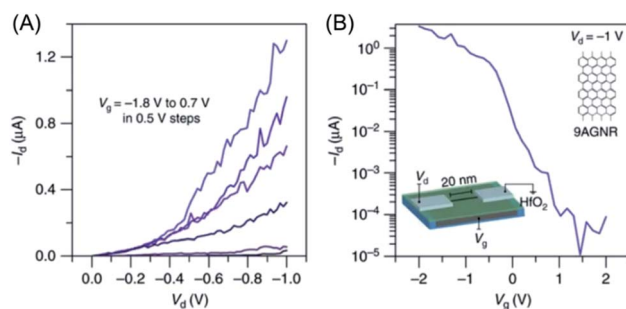 (A)
1.2
0.8
0.4
0.0
-I_d (μA)
V_g = −1.8 V to 0.7 V
in 0.5 V steps
0.0 −0.2 −0.4 −0.6 −0.8 −1.0
V_d (V)
(B)
10⁰
10⁻¹
10⁻²
10⁻³
10⁻⁴
10⁻⁵
-I_d (μA)
V_d = −1 V
9AGNR
20 nm
V_d
HfO₂
V_g
−2 −1 0 1 2
V_g (V)